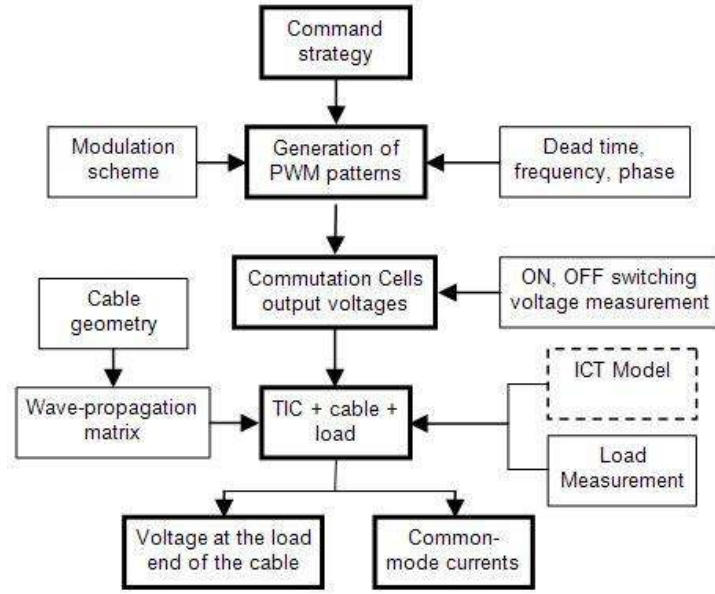 Command
strategy
Modulation
scheme
Generation of
PWM patterns
Dead time,
frequency, phase
Commutation Cells
output voltages
ON, OFF switching
voltage measurement
Cable
geometry
Wave-propagation
matrix
TIC + cable +
load
ICT Model
Load
Measurement
Voltage at the load
end of the cable
Common-
mode currents